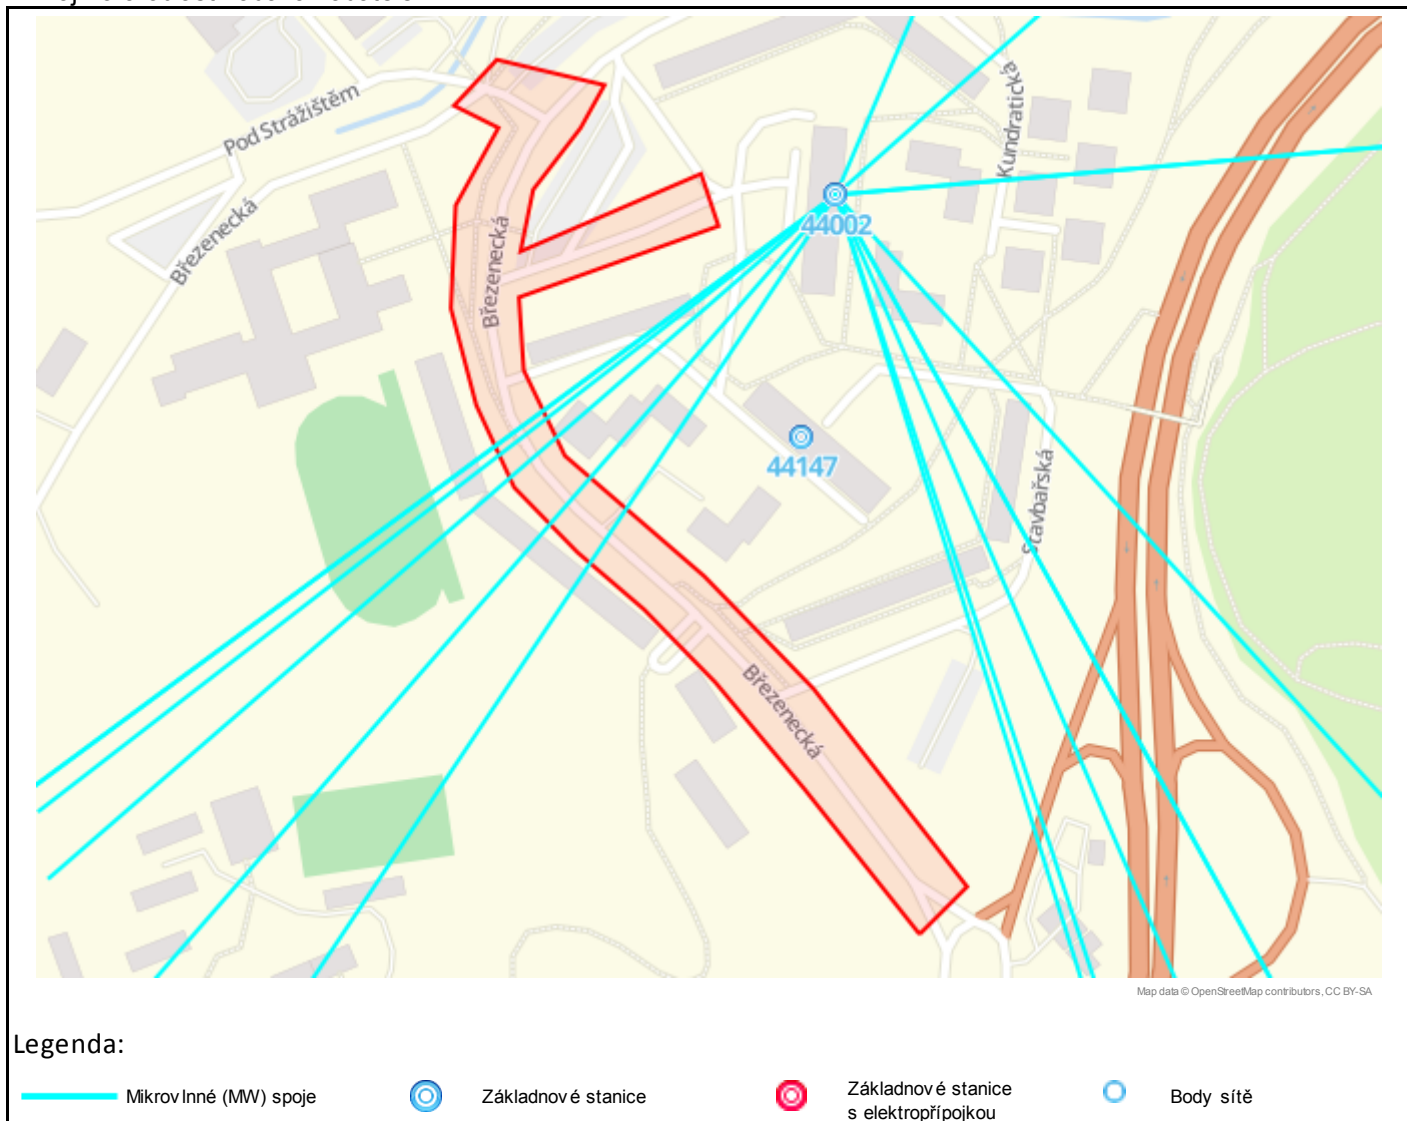 Pod Strážištěm
Březenecká
Březenecká
Kundratická
44002
44147
Stavbařská
Březenecká
Map data © OpenStreetMap contributors, CC BY-SA
Legenda:
Mikrovlnné (MW) spoje
Základnové stanice
Základnové stanice
s elektropřípojkou
Body sítě